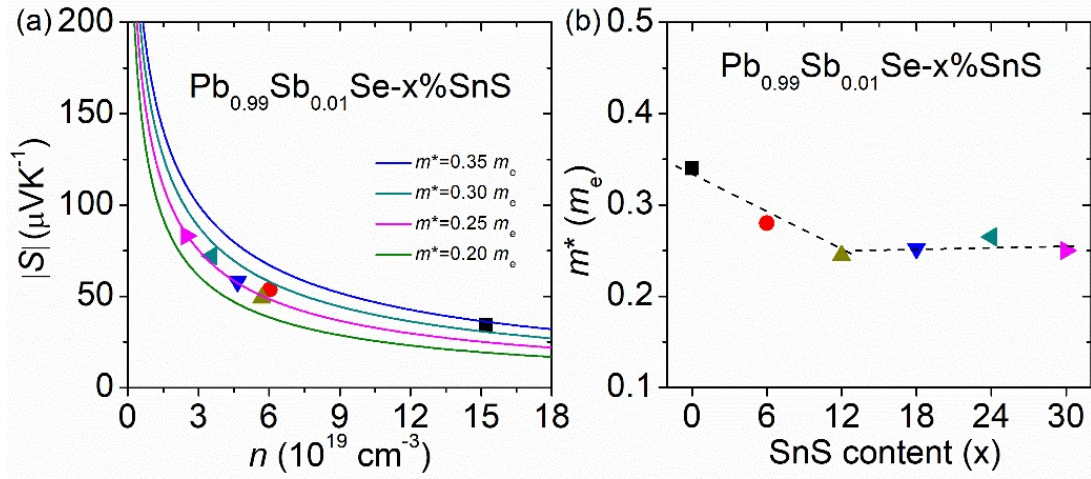 (a)
200
150
100
50
0
|S| (μVK⁻¹)
Pb₀.₉₉Sb₀.₀₁Se-x%SnS
m*=0.35 mₑ
m*=0.30 mₑ
m*=0.25 mₑ
m*=0.20 mₑ
0 3 6 9 12 15 18
n (10¹⁹ cm⁻³)
(b)
0.5
0.4
0.3
0.2
0.1
m* (mₑ)
Pb₀.₉₉Sb₀.₀₁Se-x%SnS
0 6 12 18 24 30
SnS content (x)